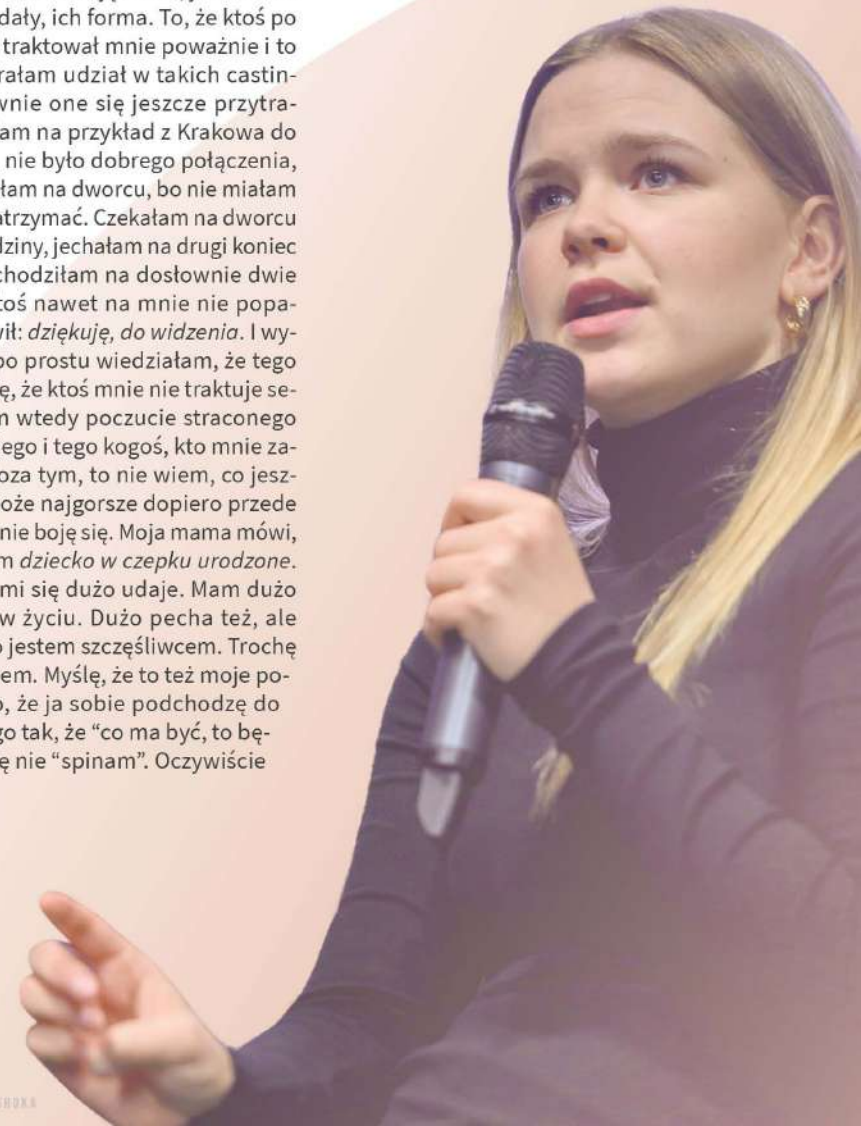 dały, ich forma. To, że ktoś po
traktował mnie poważnie i to
rałam udział w takich castin-
wnie one się jeszcze przytra-
am na przykład z Krakowa do
nie było dobrego połączenia,
łam na dworcu, bo nie miałam
atrzymać. Czekałam na dworcu
dziny, jechałam na drugi koniec
chodziłam na dosłownie dwie
toś nawet na mnie nie popa-
wił: dziękuję, do widzenia. I wy-
po prostu wiedziałam, że tego
ę, że ktoś mnie nie traktuje se-
m wtedy poczucie straconego
ego i tego kogoś, kto mnie za-
oza tym, to nie wiem, co jesz-
oże najgorsze dopiero przede
nie boję się. Moja mama mówi,
m dziecko w czepku urodzone.
mi się dużo udaje. Mam dużo
w życiu. Dużo pecha też, ale
o jestem szczęśliwcem. Trochę
em. Myślę, że to też moje po-
o, że ja sobie podchodzę do
go tak, że “co ma być, to bę-
ę nie “spinam”. Oczywiście